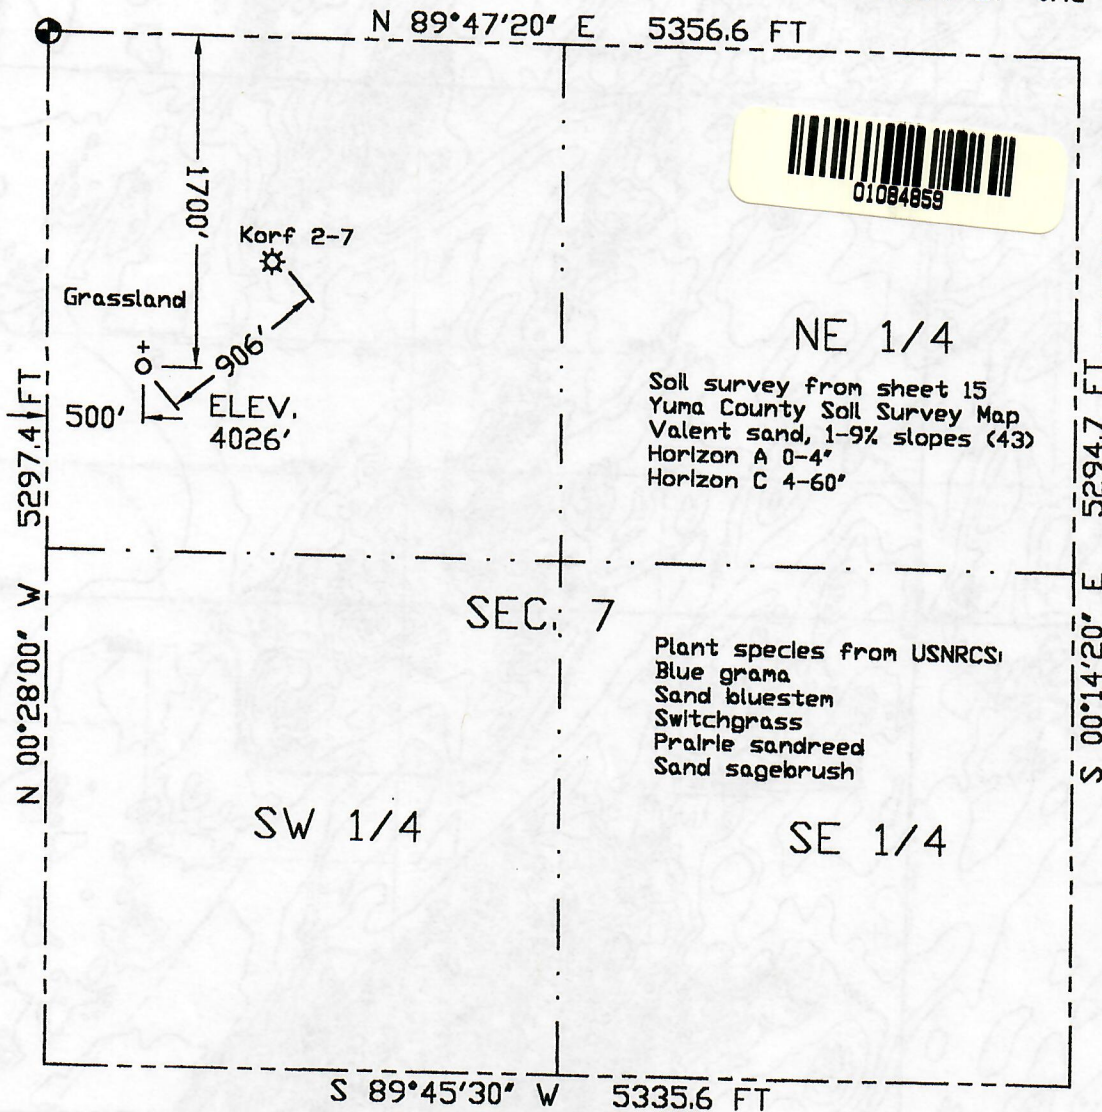 N 89°47'20" E 5356.6 FT
01084859
1700'
Korf 2-7
Grassland
906'
NE 1/4
500'
ELEV.
4026'
Soil survey from sheet 15
Yuma County Soil Survey Map
Valent sand, 1-9% slopes (43)
Horizon A 0-4"
Horizon C 4-60"
N 00°28'00" W 5297.4 FT
S 00°14'20" E 5294.7 FT
SEC. 7
Plant species from USNRCS:
Blue grama
Sand bluestem
Switchgrass
Prairie sandreed
Sand sagebrush
SW 1/4
SE 1/4
S 89°45'30" W 5335.6 FT